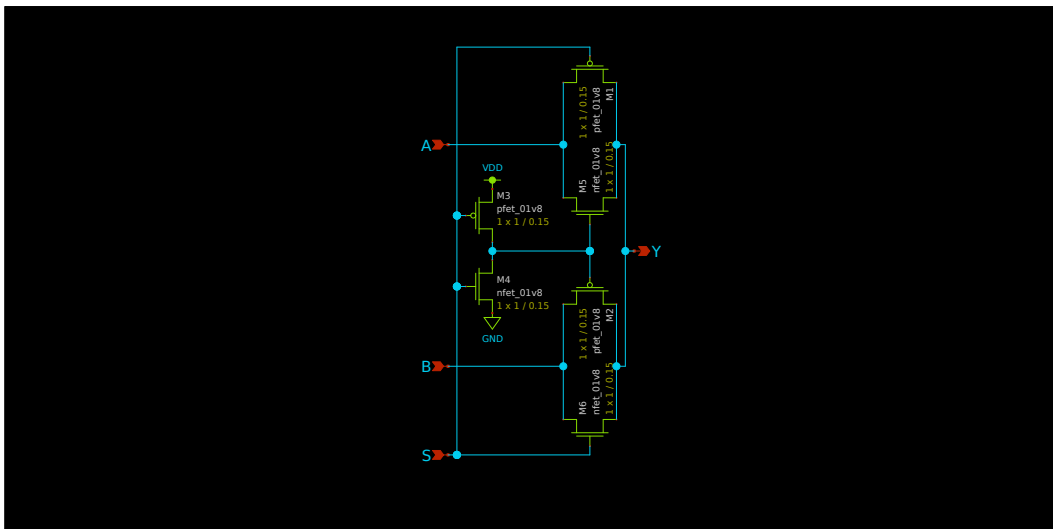 M1
pfet_01v8
1 x 1 / 0.15
A
M5
nfet_01v8
1 x 1 / 0.15
VDD
M3
pfet_01v8
1 x 1 / 0.15
Y
M4
nfet_01v8
1 x 1 / 0.15
GND
M2
pfet_01v8
1 x 1 / 0.15
B
M6
nfet_01v8
1 x 1 / 0.15
S